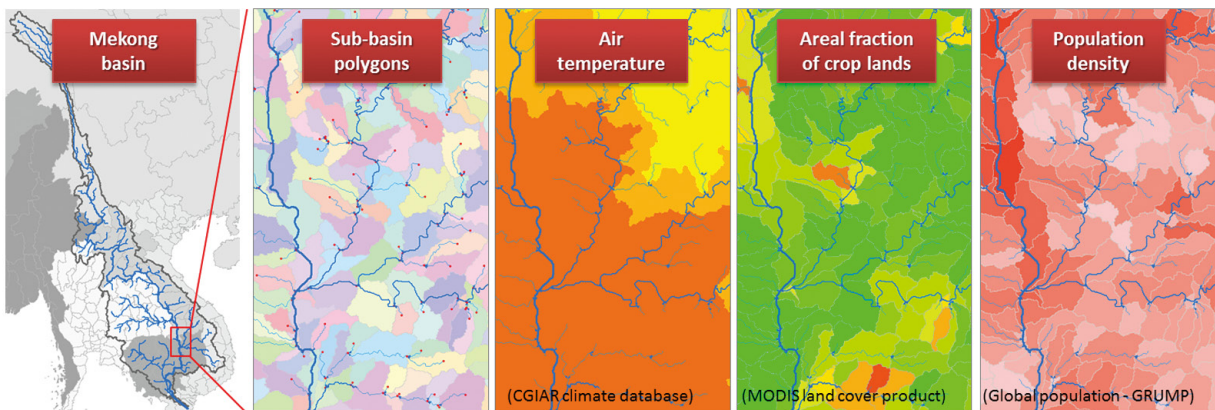 Mekong
basin
Sub-basin
polygons
Air
temperature
Areal fraction
of crop lands
Population
density
(CGIAR climate database)
(MODIS land cover product)
(Global population - GRUMP)